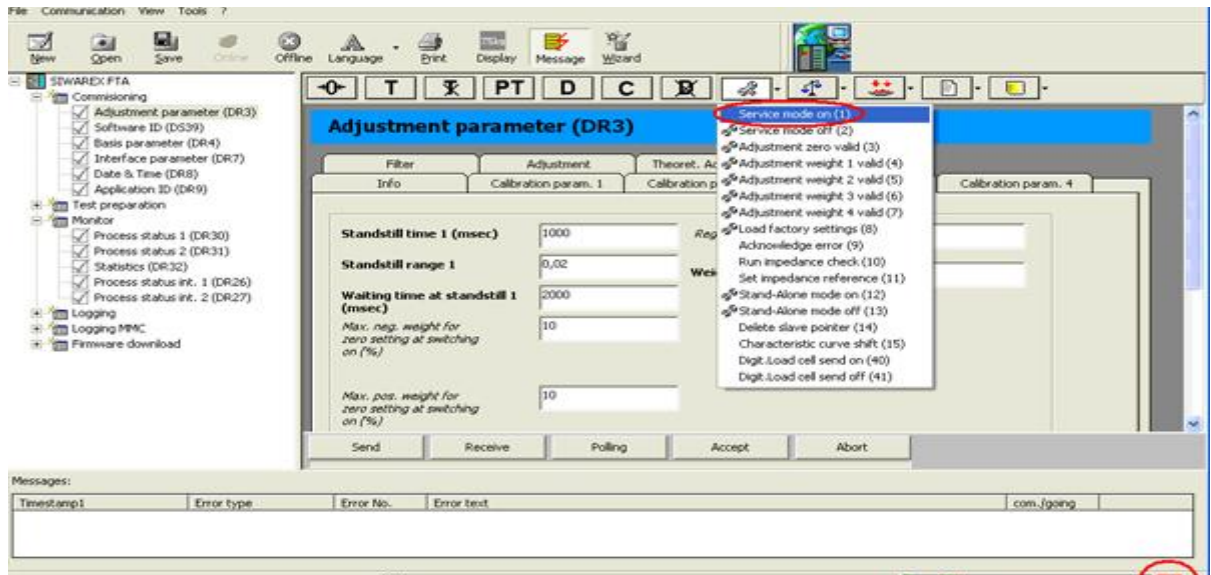 File Communication View Tools ?
New Open Save Online Offline Language Print Display Message Wizard
SIWAREX FTA
Commisioning
Adjustment parameter (DR3)
Software ID (DS39)
Basis parameter (DR4)
Interface parameter (DR7)
Date & Time (DR8)
Application ID (DR9)
Test preparation
Monitor
Process status 1 (DR30)
Process status 2 (DR31)
Statistics (DR32)
Process status int. 1 (DR26)
Process status int. 2 (DR27)
Logging
Logging MMC
Firmware download
0 T T PT D C D
Adjustment parameter (DR3)
Filter Adjustment Theoret.
Info Calibration param. 1 Calibration Calibration param. 4
Standstill time 1 (msec) 1000
Standstill range 1 0,02
Waiting time at standstill 1
(msec) 2000
Max. neg. weight for
zero setting at switching
on (%) 10
Max. pos. weight for
zero setting at switching
on (%) 10
Service mode on (1)
Service mode off (2)
Adjustment zero valid (3)
Adjustment weight 1 valid (4)
Adjustment weight 2 valid (5)
Adjustment weight 3 valid (6)
Adjustment weight 4 valid (7)
Load factory settings (8)
Acknowledge error (9)
Run impedance check (10)
Set impedance reference (11)
Stand-Alone mode on (12)
Stand-Alone mode off (13)
Delete slave pointer (14)
Characteristic curve shift (15)
Digit.Load cell send on (40)
Digit.Load cell send off (41)
Send Receive Polling Accept Abort
Messages:
Timestamp1 Error type Error No. Error text com./going